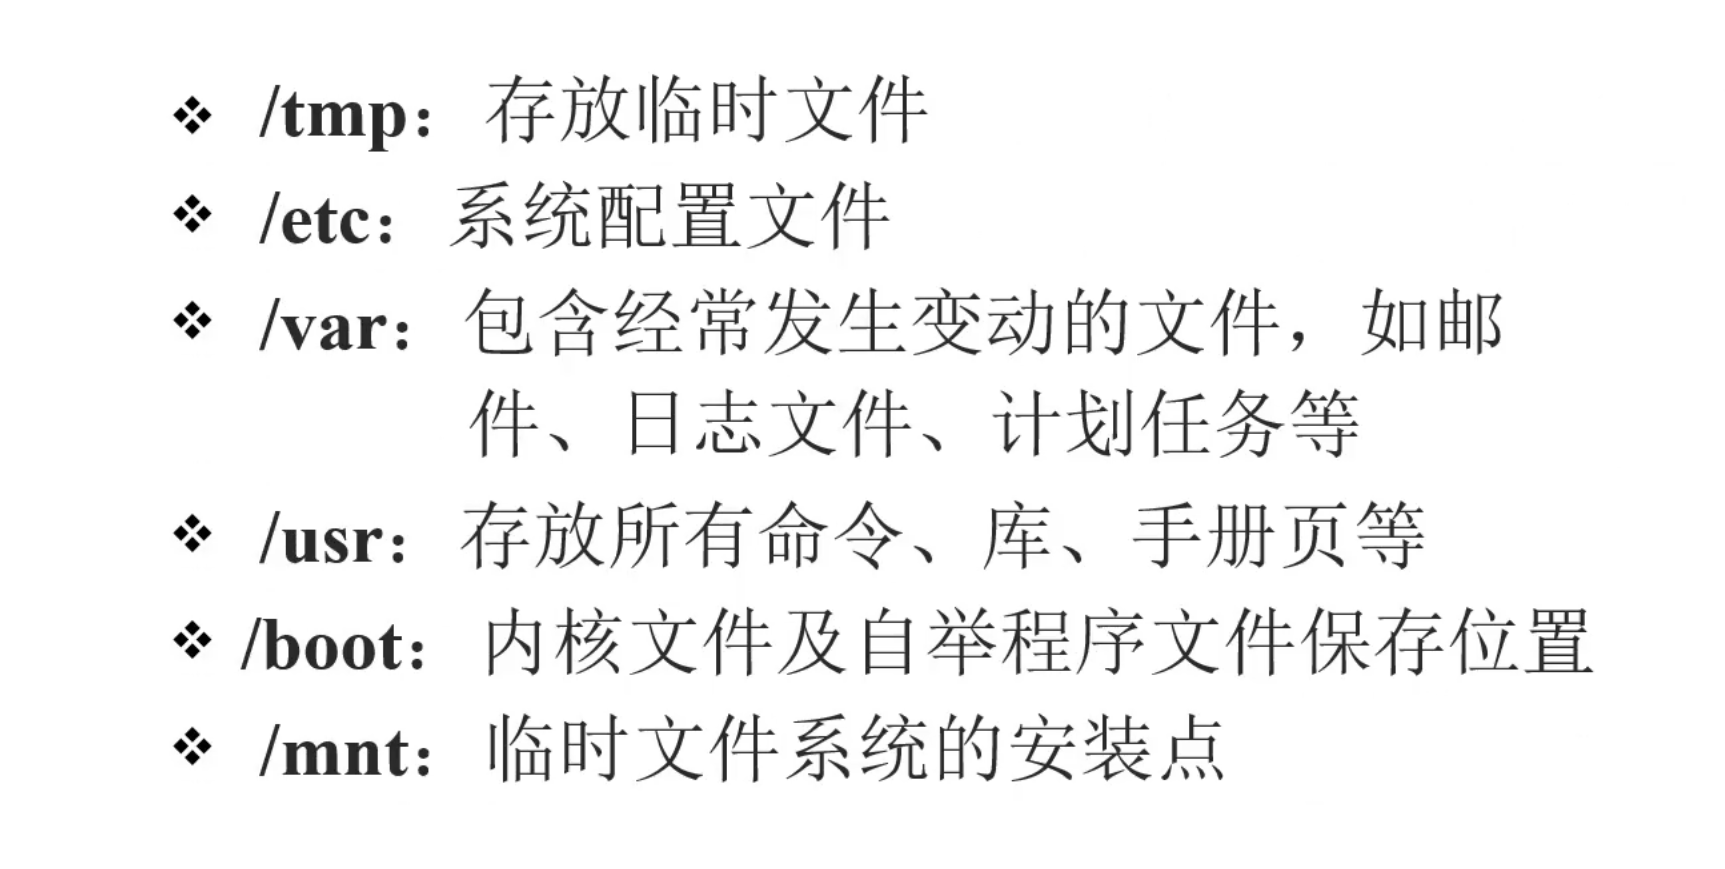 ❖ /tmp：存放临时文件
❖ /etc：系统配置文件
❖ /var：包含经常发生变动的文件，如邮
件、日志文件、计划任务等
❖ /usr：存放所有命令、库、手册页等
❖ /boot：内核文件及自举程序文件保存位置
❖ /mnt：临时文件系统的安装点